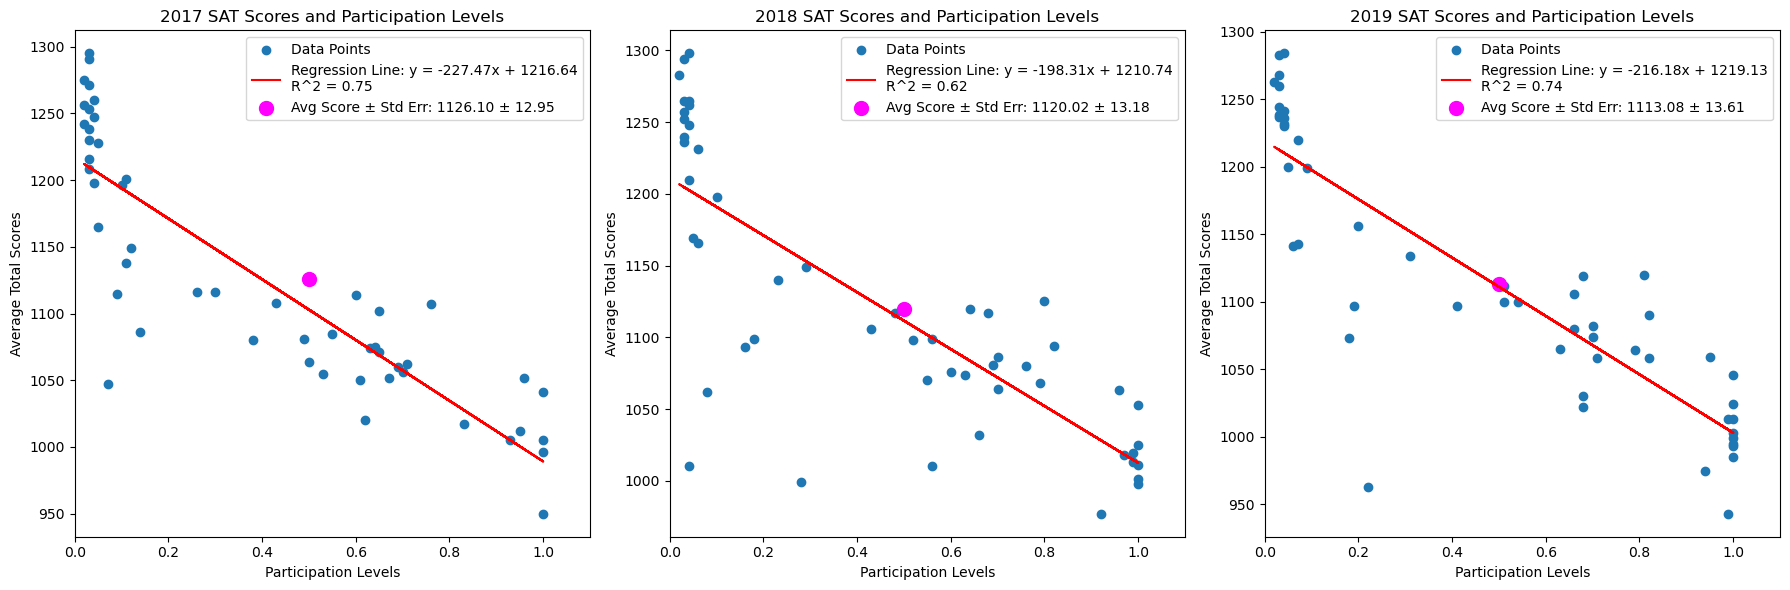 2017 SAT Scores and Participation Levels
Data Points
Regression Line: y = -227.47x + 1216.64
R^2 = 0.75
Avg Score ± Std Err: 1126.10 ± 12.95
1300
1250
1200
1150
1100
1050
1000
950
Average Total Scores
0.0 0.2 0.4 0.6 0.8 1.0
Participation Levels
2018 SAT Scores and Participation Levels
Data Points
Regression Line: y = -198.31x + 1210.74
R^2 = 0.62
Avg Score ± Std Err: 1120.02 ± 13.18
1300
1250
1200
1150
1100
1050
1000
Average Total Scores
0.0 0.2 0.4 0.6 0.8 1.0
Participation Levels
2019 SAT Scores and Participation Levels
Data Points
Regression Line: y = -216.18x + 1219.13
R^2 = 0.74
Avg Score ± Std Err: 1113.08 ± 13.61
1300
1250
1200
1150
1100
1050
1000
950
Average Total Scores
0.0 0.2 0.4 0.6 0.8 1.0
Participation Levels